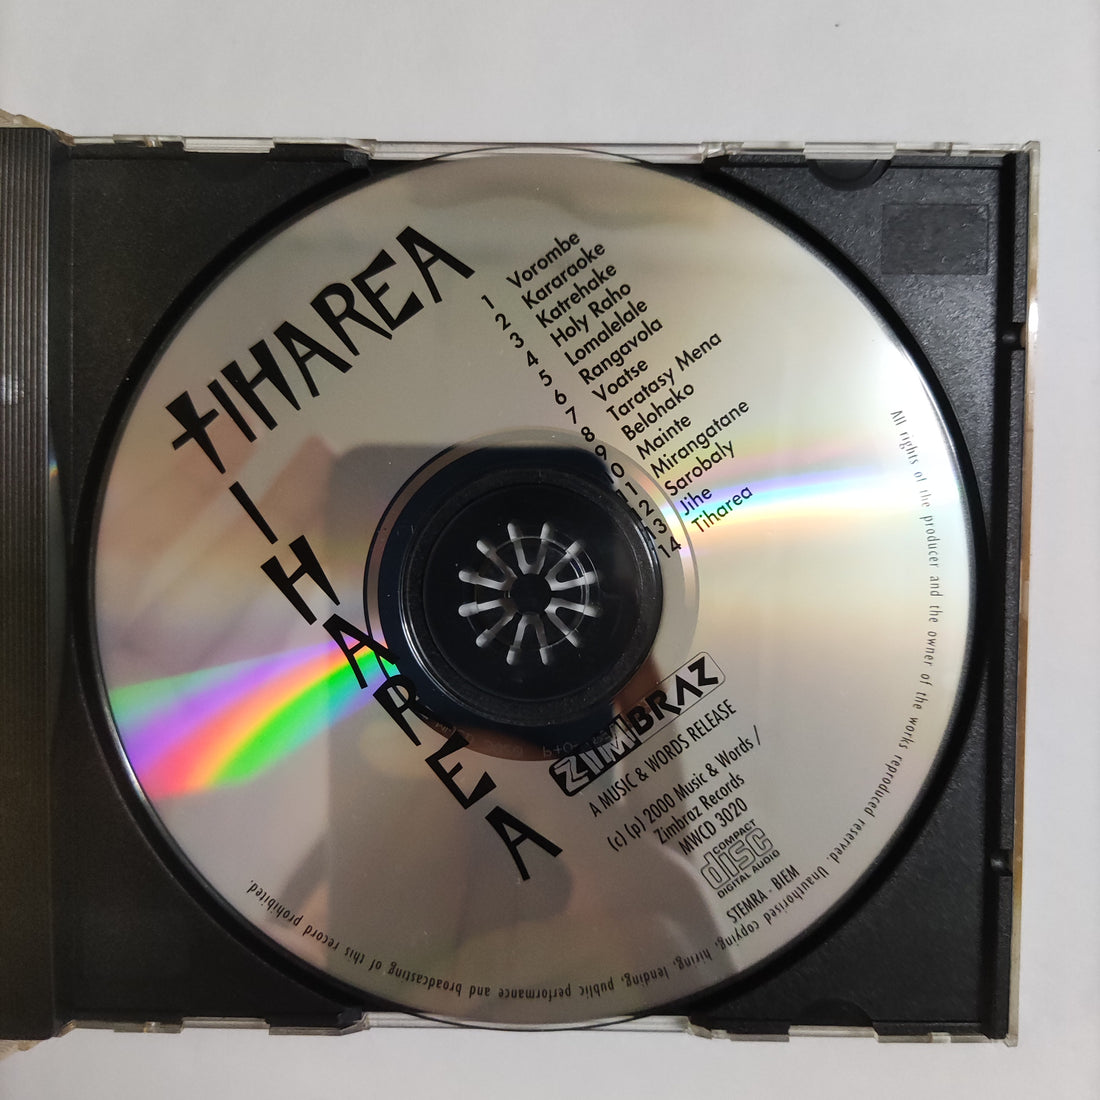 TIHAREA
TIHAREA
1 Vorombe
2 Kararaoke
3 Katrehake
4 Holy Raho
5 Lomalelale
6 Rangavola
7 Voatse
8 Taratasy Mena
9 Belohako
10 Mainte
11 Mirangatane
12 Sarobaly
13 Jihe
14 Tiharea
ZIMBRAZ
A MUSIC & WORDS RELEASE
(c) (p) 2000 Music & Words /
Zimbraz Records
MWCD 3020
COMPACT
disc
DIGITAL AUDIO
STEMRA - BIEM
All rights of the producer and the owner of the works reproduced reserved. Unauthorised copying, hiring, lending, public performance and broadcasting of this record prohibited.